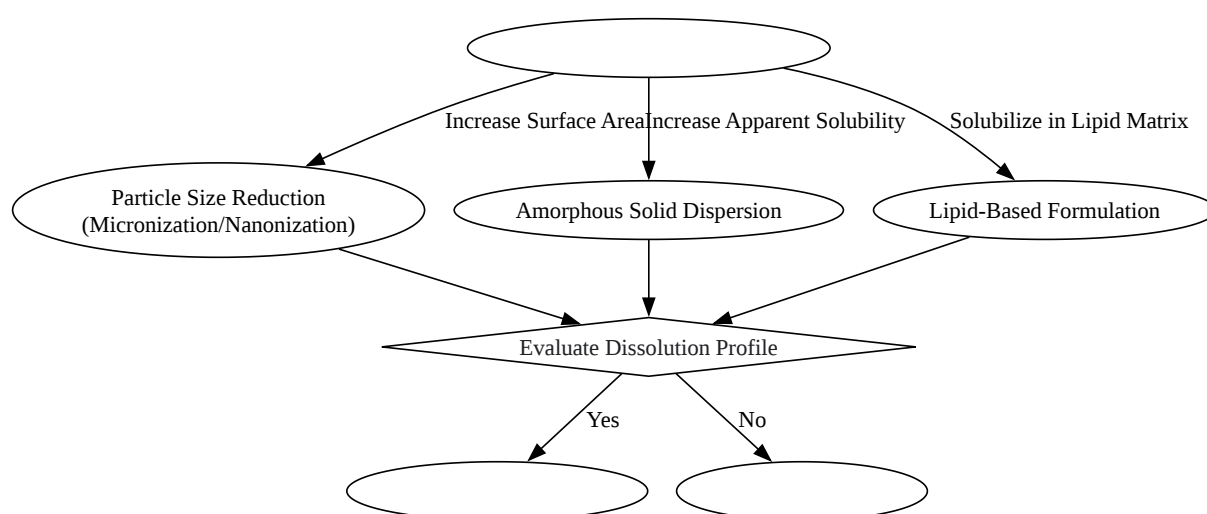 Increase Surface Area
Increase Apparent Solubility
Solubilize in Lipid Matrix
Particle Size Reduction
(Micronization/Nanonization)
Amorphous Solid Dispersion
Lipid-Based Formulation
Evaluate Dissolution Profile
Yes
No